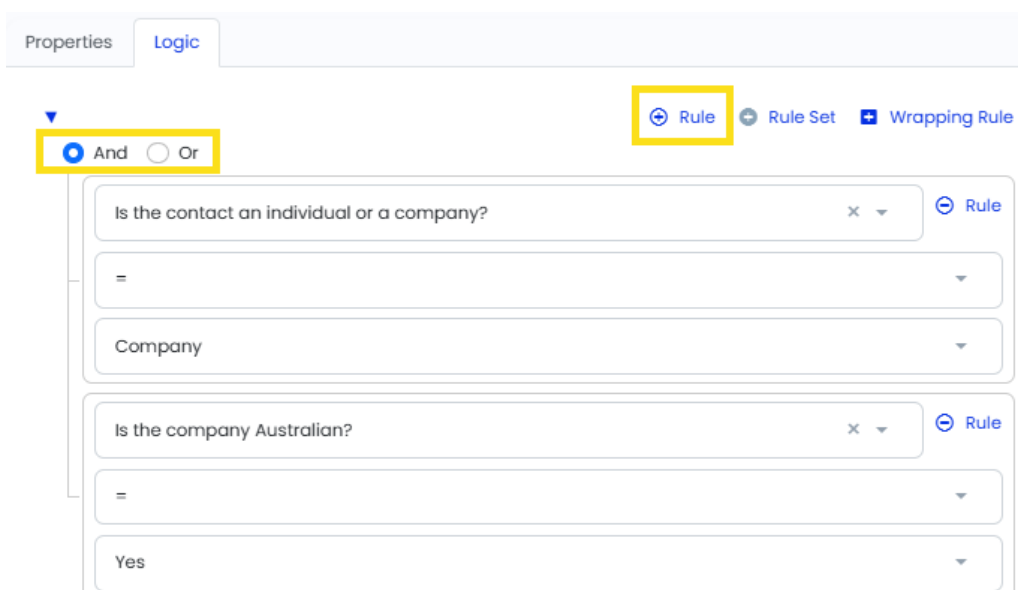 Properties Logic
Rule Rule Set Wrapping Rule
And Or
Is the contact an individual or a company? Rule
=
Company
Is the company Australian? Rule
=
Yes